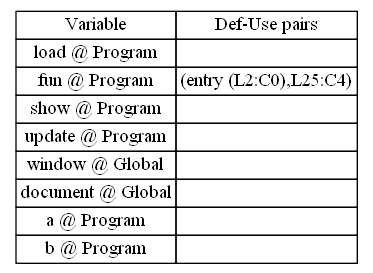 Variable Def-Use pairs
load @ Program
fun @ Program (entry (L2:C0),L25:C4)
show @ Program
update @ Program
window @ Global
document @ Global
a @ Program
b @ Program